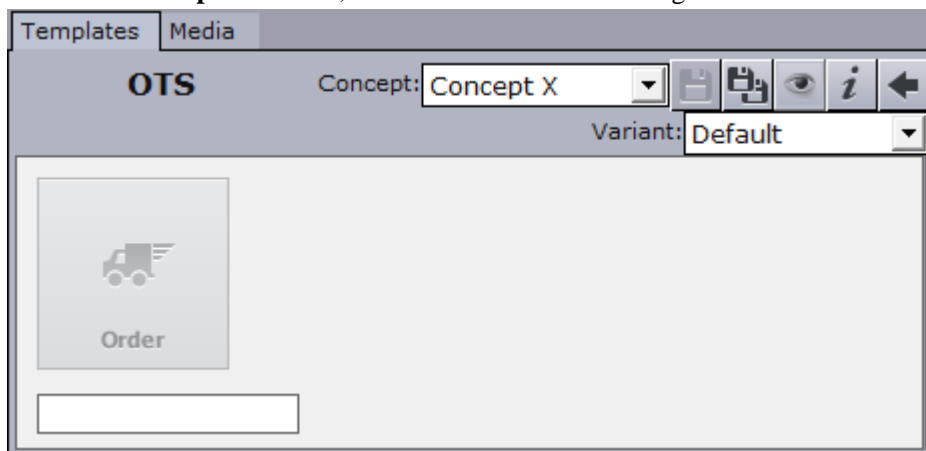 Templates Media
OTS Concept: Concept X i
Variant: Default
Order